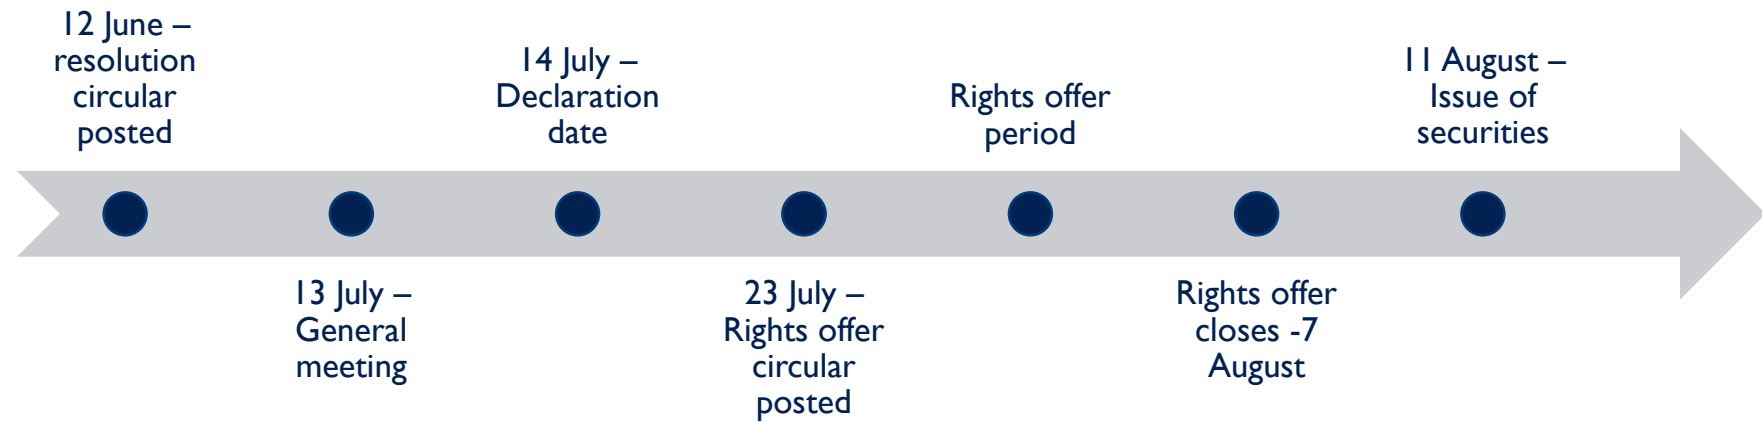 12 June –
resolution
circular
posted
13 July –
General
meeting
14 July –
Declaration
date
23 July –
Rights offer
circular
posted
Rights offer
period
Rights offer
closes -7
August
11 August –
Issue of
securities